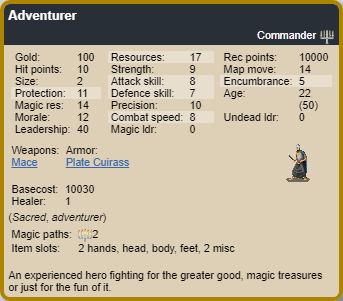 Adventurer
Commander
Gold: 100 Resources: 17 Rec points: 10000
Hit points: 10 Strength: 9 Map move: 14
Size: 2 Attack skill: 8 Encumbrance: 5
Protection: 11 Defence skill: 7 Age: 22
Magic res: 14 Precision: 10 (50)
Morale: 12 Combat speed: 8 Undead ldr: 0
Leadership: 40 Magic ldr: 0
Weapons: Armor:
Mace Plate Cuirass
Basecost: 10030
Healer: 1
(Sacred, adventurer)
Magic paths: 2
Item slots: 2 hands, head, body, feet, 2 misc
An experienced hero fighting for the greater good, magic treasures
or just for the fun of it.